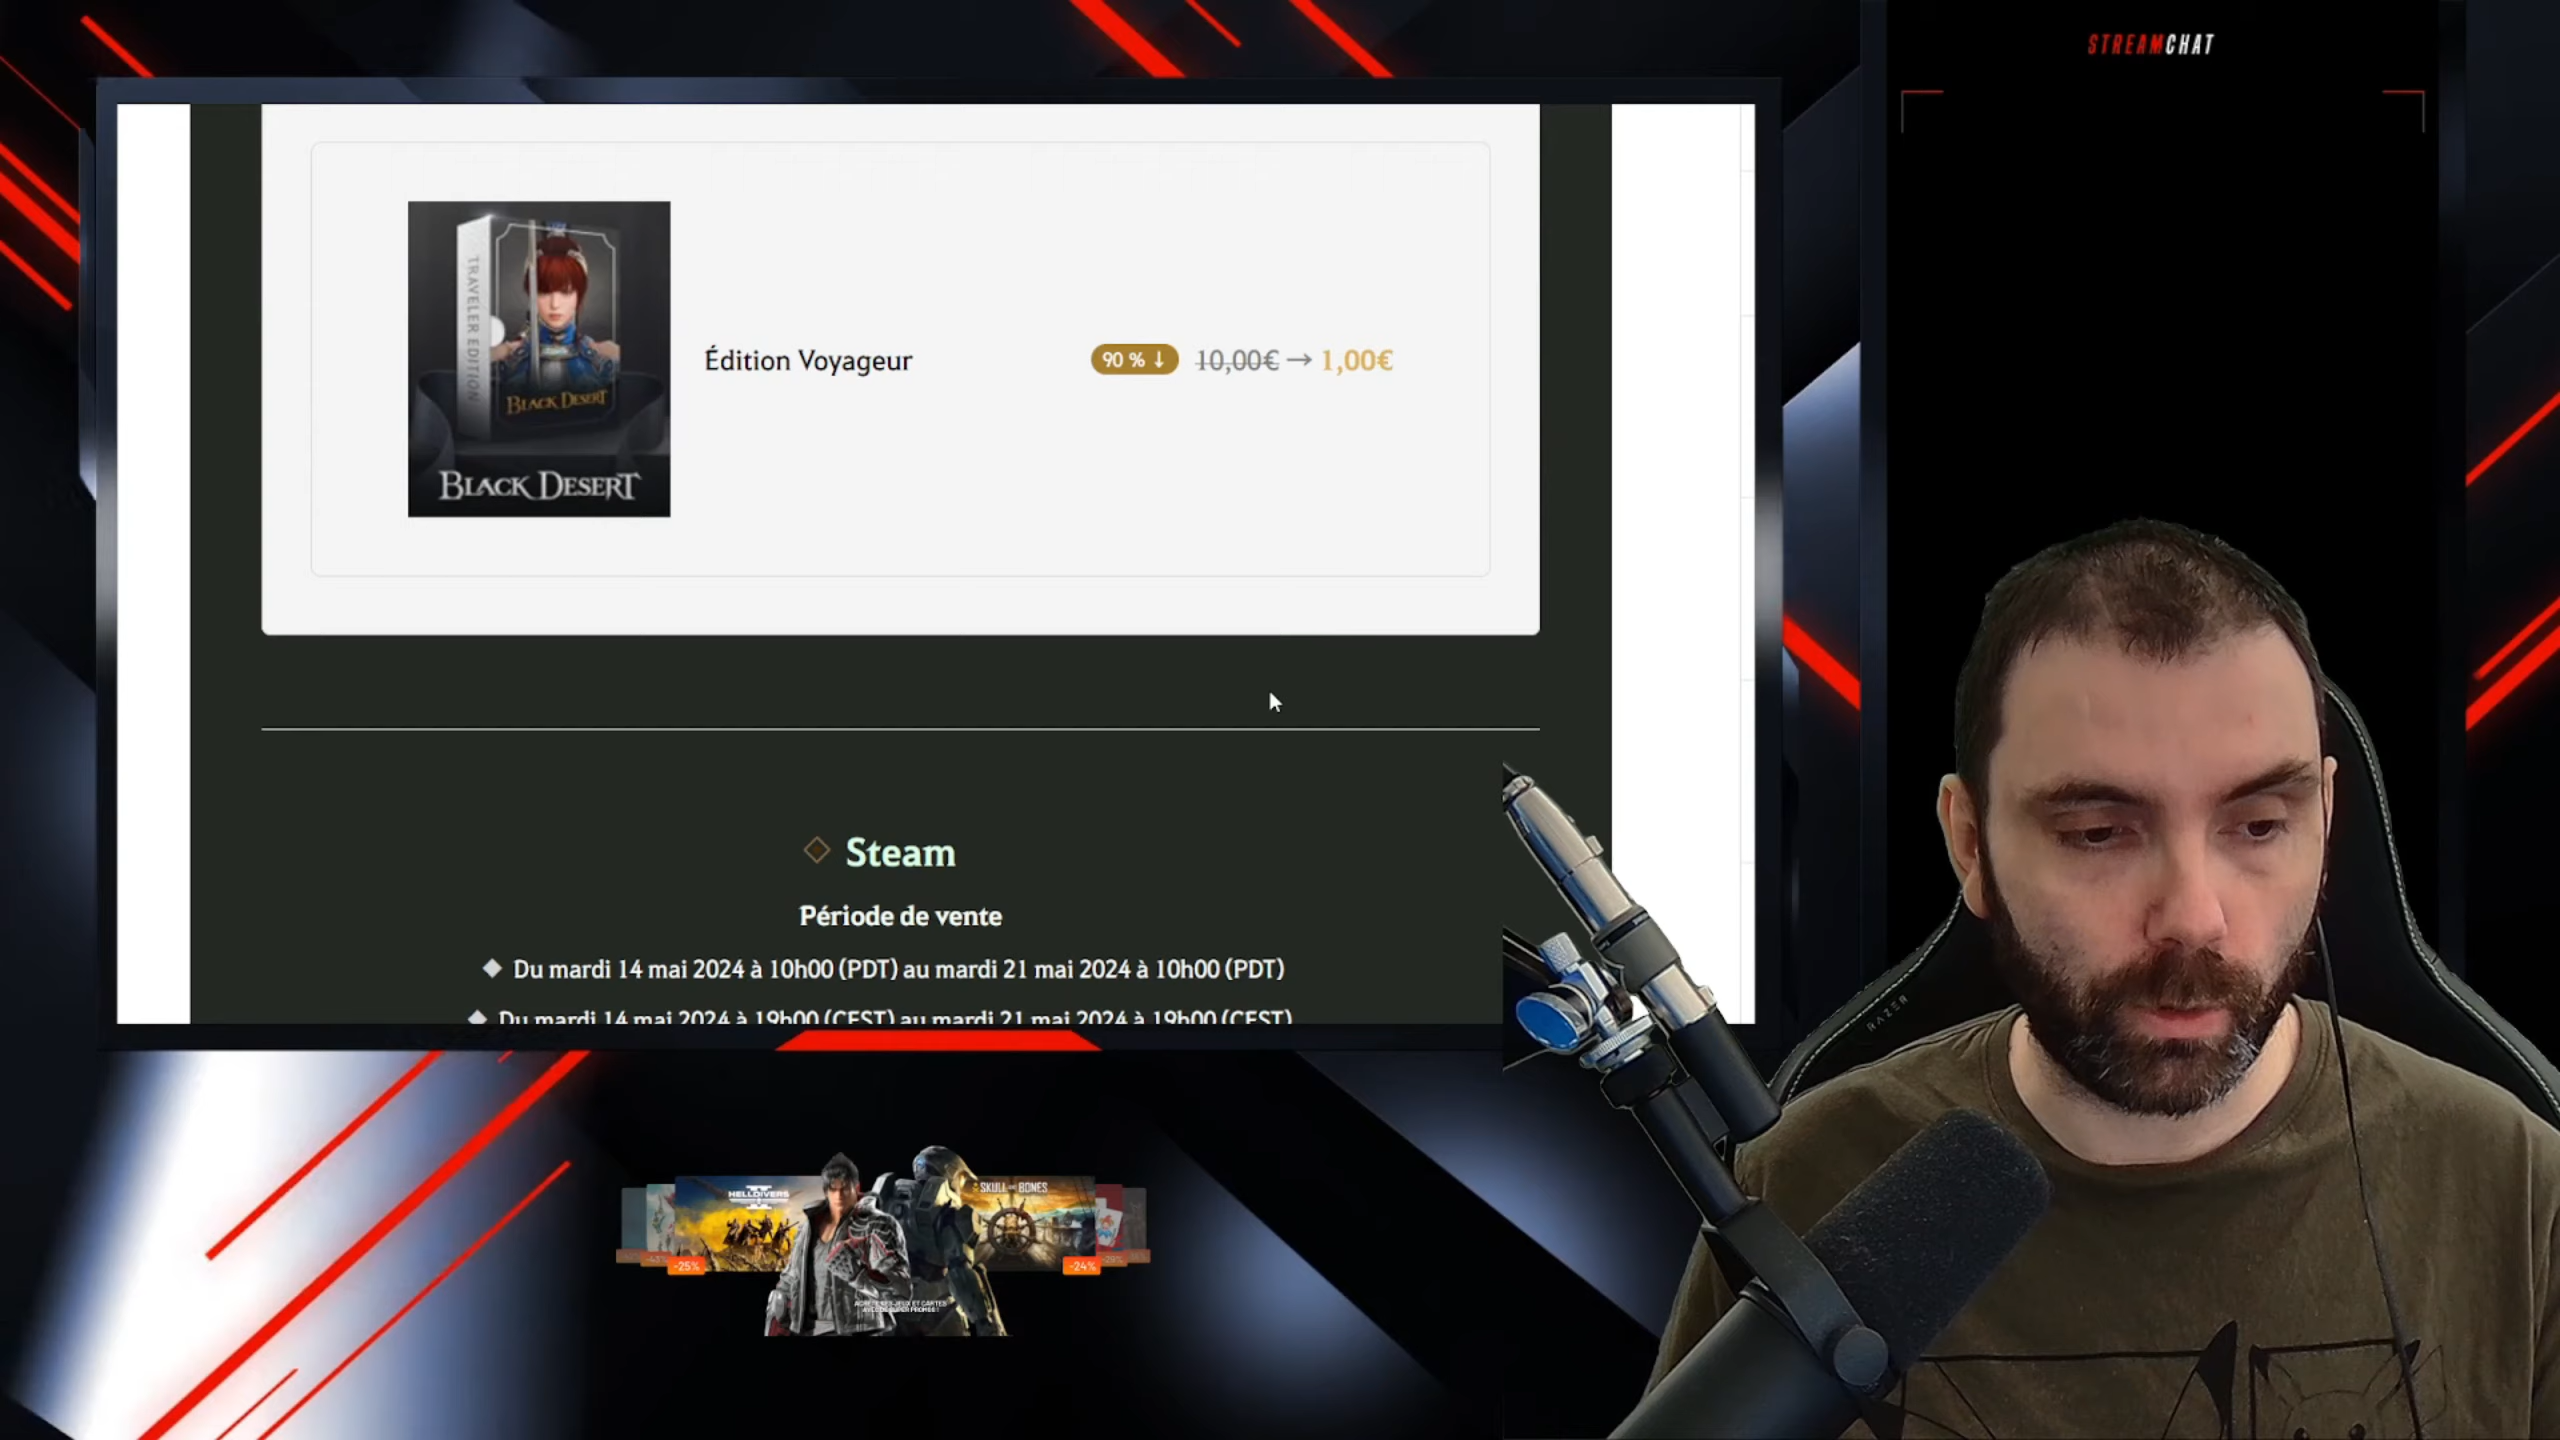 STREAMCHAT
TRAVELER EDITION
BLACK DESERT
BLACK DESERT
Édition Voyageur
90 % ↓ 10,00€ → 1,00€
Steam
Période de vente
Du mardi 14 mai 2024 à 10h00 (PDT) au mardi 21 mai 2024 à 10h00 (PDT)
Du mardi 14 mai 2024 à 19h00 (CEST) au mardi 21 mai 2024 à 19h00 (CEST)
RAZER
HELLDIVERS
SKULL AND BONES
-25%
-24%